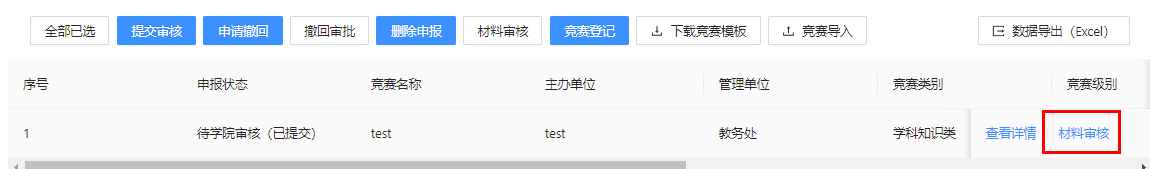 全部已选 提交审核 申请撤回 撤回审批 删除申报 材料审核 竞赛登记 下载竞赛模板 竞赛导入 数据导出（Excel）
序号 申报状态 竞赛名称 主办单位 管理单位 竞赛类别 竞赛级别
1 待学院审核（已提交） test test 教务处 学科知识类 查看详情 材料审核